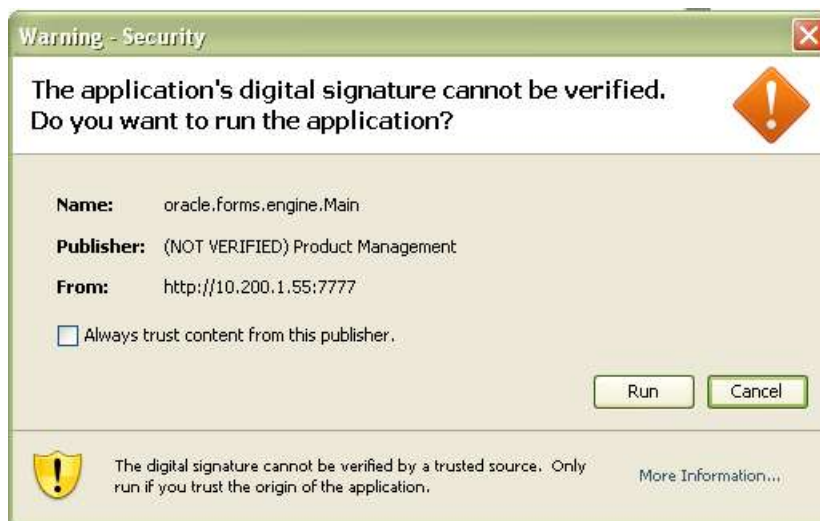 Warning - Security
The application's digital signature cannot be verified.
Do you want to run the application?
Name: oracle.forms.engine.Main
Publisher: (NOT VERIFIED) Product Management
From: http://10.200.1.55:7777
Always trust content from this publisher.
Run Cancel
The digital signature cannot be verified by a trusted source. Only
run if you trust the origin of the application.
More Information...